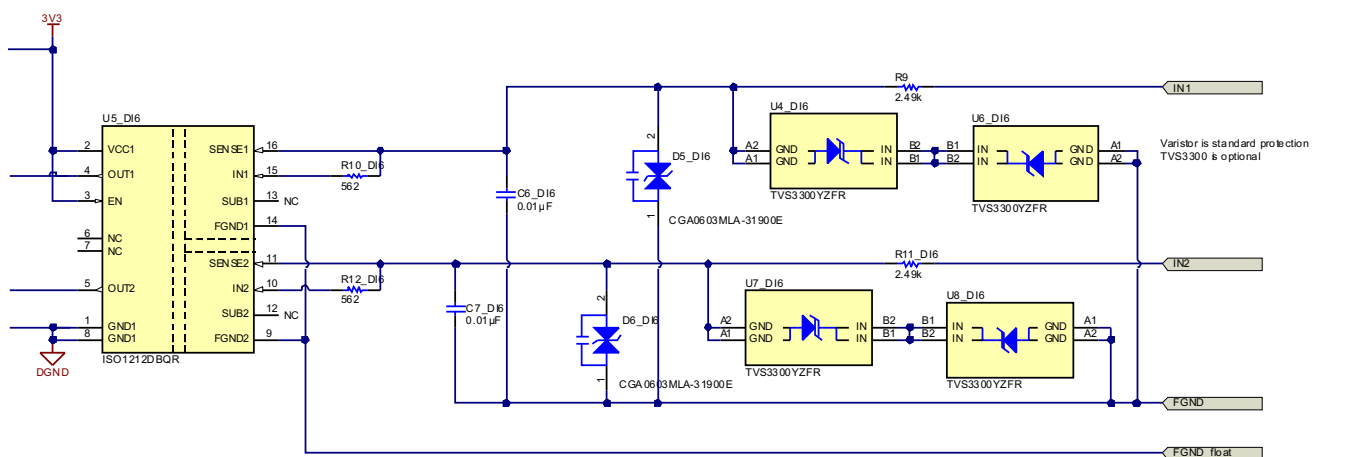 3V3
R9
2.49k
IN1
U4_DI6
U6_DI6
U5_DI6
2 VCC1
SENSE1 16
4 OUT1
IN1 15
R10_DI6
562
3 EN
SUB1 13 NC
FGND1 14
6 NC
7 NC
SENSE2 11
IN2 10
R12_DI6
562
5 OUT2
SUB2 12 NC
1 GND1
8 GND1
FGND2 9
ISO1212DBQR
DGND
C6_DI6
0.01µF
2
D5_DI6
1
CGA0603MLA-31900E
A2 GND IN B2
A1 GND IN B1
TVS3300YZFR
B1 IN GND A1
B2 IN GND A2
TVS3300YZFR
Varistor is standard protection
TVS3300 is optional
R11_DI6
2.49k
IN2
C7_DI6
0.01µF
2
D6_DI6
1
CGA0603MLA-31900E
U7_DI6
A2 GND IN B2
A1 GND IN B1
TVS3300YZFR
U8_DI6
B1 IN GND A1
B2 IN GND A2
TVS3300YZFR
FGND
FGND_float